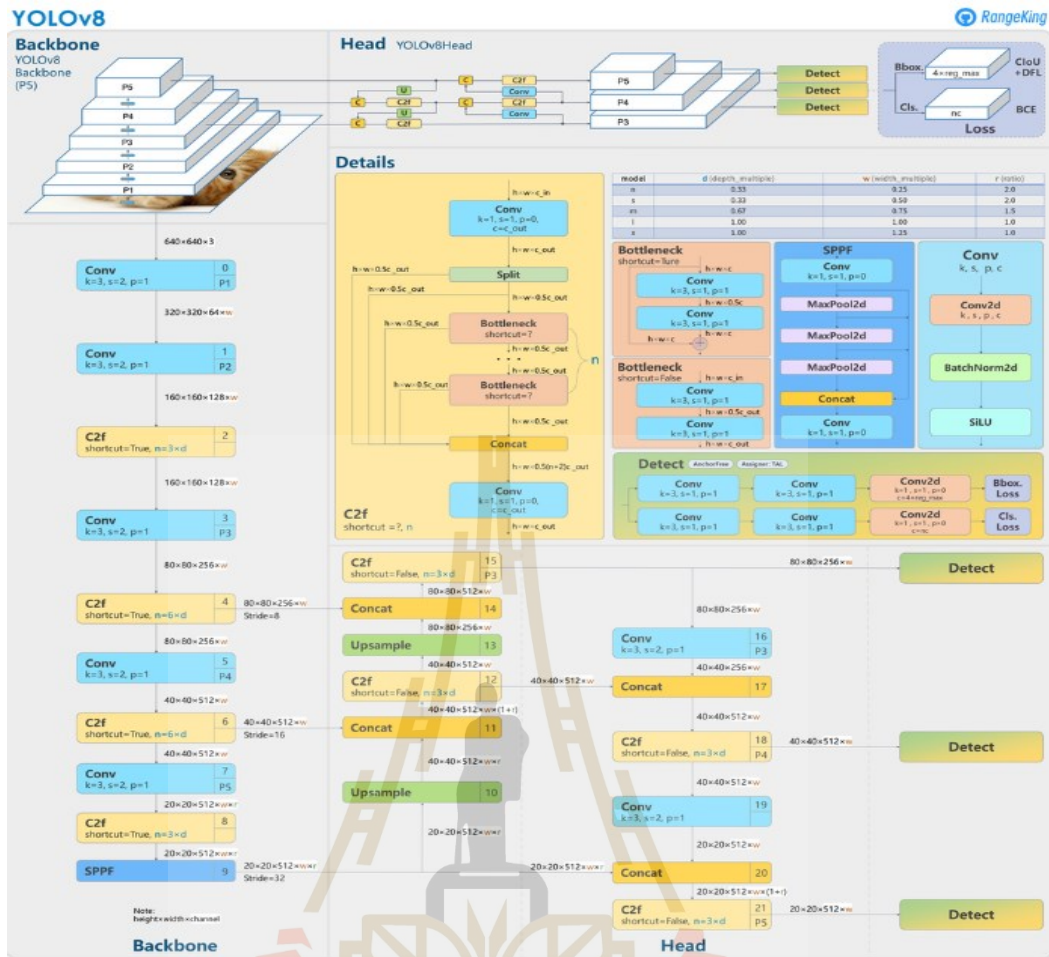 YOLOv8
RangeKing
Backbone
YOLOv8
Backbone
(P5)
P5
P4
P3
P2
P1
Head YOLOv8Head
C
C2f
U
Conv
C
C2f
C
C2f
U
Conv
C
C2f
P5
P4
P3
Detect
Detect
Detect
Bbox.
4×reg_max
CIoU
+DFL
Cls.
nc
BCE
Loss
Details
h×w×c_in
Conv
k=1, s=1, p=0,
c=c_out
h×w×c_out
h×w×0.5c_out
Split
h×w×0.5c_out
h×w×0.5c_out
Bottleneck
shortcut=?
h×w×0.5c_out
n
h×w×0.5c_out
Bottleneck
shortcut=?
h×w×0.5c_out
Concat
h×w×0.5(n+2)c_out
Conv
k=1, s=1, p=0,
c=c_out
h×w×c_out
C2f
shortcut =?, n
model d (depth_multiple) w (width_multiple) r (ratio)
n 0.33 0.25 2.0
s 0.33 0.50 2.0
m 0.67 0.75 1.5
l 1.00 1.00 1.0
x 1.00 1.25 1.0
Bottleneck
shortcut=Ture
h×w×c
Conv
k=3, s=1, p=1
h×w×0.5c
Conv
k=3, s=1, p=1
h×w×c
h×w×c
Bottleneck
shortcut=False
h×w×c_in
Conv
k=3, s=1, p=1
h×w×0.5c_out
Conv
k=3, s=1, p=1
h×w×c_out
SPPF
Conv
k=1, s=1, p=0
MaxPool2d
MaxPool2d
MaxPool2d
Concat
Conv
k=1, s=1, p=0
Conv
k, s, p, c
Conv2d
k, s, p, c
BatchNorm2d
SiLU
Detect Anchor-Free Assigner: TAL
Conv
k=3, s=1, p=1
Conv
k=3, s=1, p=1
Conv2d
k=1, s=1, p=0
c=4×reg_max
Bbox.
Loss
Conv
k=3, s=1, p=1
Conv
k=3, s=1, p=1
Conv2d
k=1, s=1, p=0
c=nc
Cls.
Loss
640×640×3
Conv 0
k=3, s=2, p=1 P1
320×320×64×w
Conv 1
k=3, s=2, p=1 P2
160×160×128×w
C2f 2
shortcut=True, n=3×d
160×160×128×w
Conv 3
k=3, s=2, p=1 P3
80×80×256×w
C2f 4
shortcut=True, n=6×d
80×80×256×w
Stride=8
80×80×256×w
Conv 5
k=3, s=2, p=1 P4
40×40×512×w
C2f 6
shortcut=True, n=6×d
40×40×512×w
Stride=16
40×40×512×w
Conv 7
k=3, s=2, p=1 P5
20×20×512×w×r
C2f 8
shortcut=True, n=3×d
20×20×512×w×r
SPPF 9
20×20×512×w×r
Stride=32
Note:
height×width×channel
Backbone
C2f 15
shortcut=False, n=3×d P3
80×80×512×w
Concat 14
80×80×256×w
Upsample 13
40×40×512×w
C2f 12
shortcut=False, n=3×d
40×40×512×w
40×40×512×w×(1+r)
Concat 11
40×40×512×w×r
Upsample 10
20×20×512×w×r
20×20×512×w×r
80×80×256×w
Detect
80×80×256×w
Conv 16
k=3, s=2, p=1 P3
40×40×256×w
Concat 17
40×40×512×w
C2f 18
shortcut=False, n=3×d P4
40×40×512×w
Detect
40×40×512×w
Conv 19
k=3, s=2, p=1
20×20×512×w
Concat 20
20×20×512×w×(1+r)
C2f 21
shortcut=False, n=3×d P5
20×20×512×w
Detect
Head